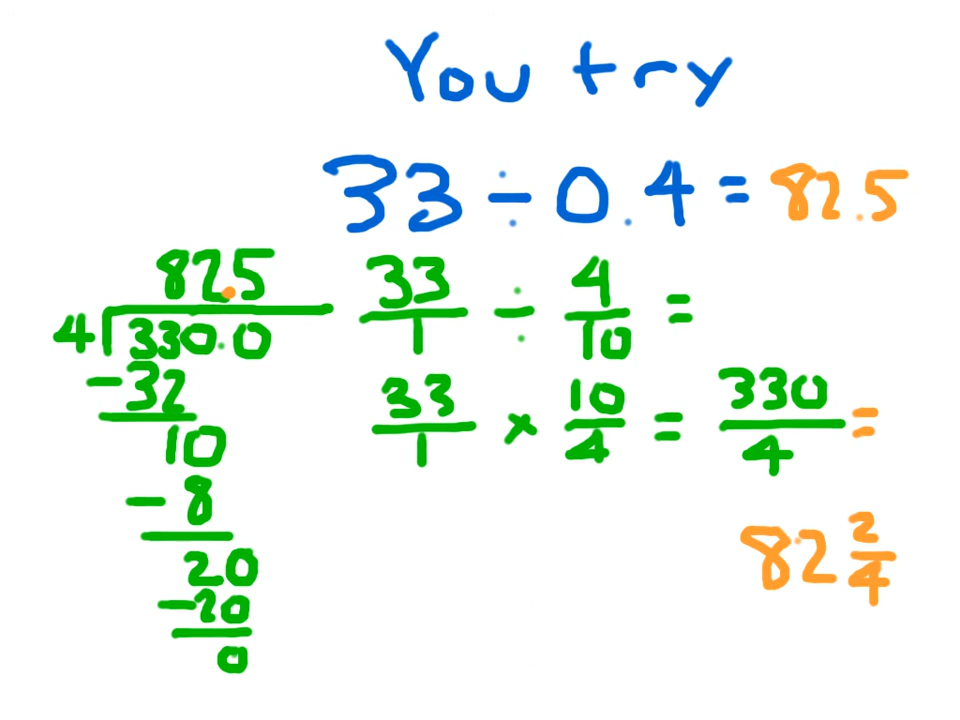 You try
33 ÷ 0.4 = 82.5
82.5
4 330.0
-32
10
-8
20
-20
0
33/1 ÷ 4/10 =
33/1 × 10/4 = 330/4 =
82 2/4